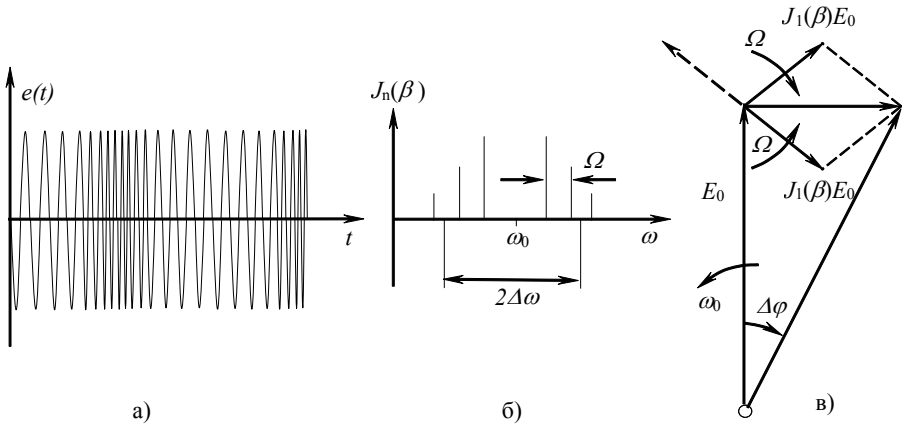 e(t)
t
а)
Jₙ(β)
Ω
ω₀
ω
2Δω
б)
J₁(β)E₀
Ω
Ω
J₁(β)E₀
E₀
ω₀
Δφ
в)